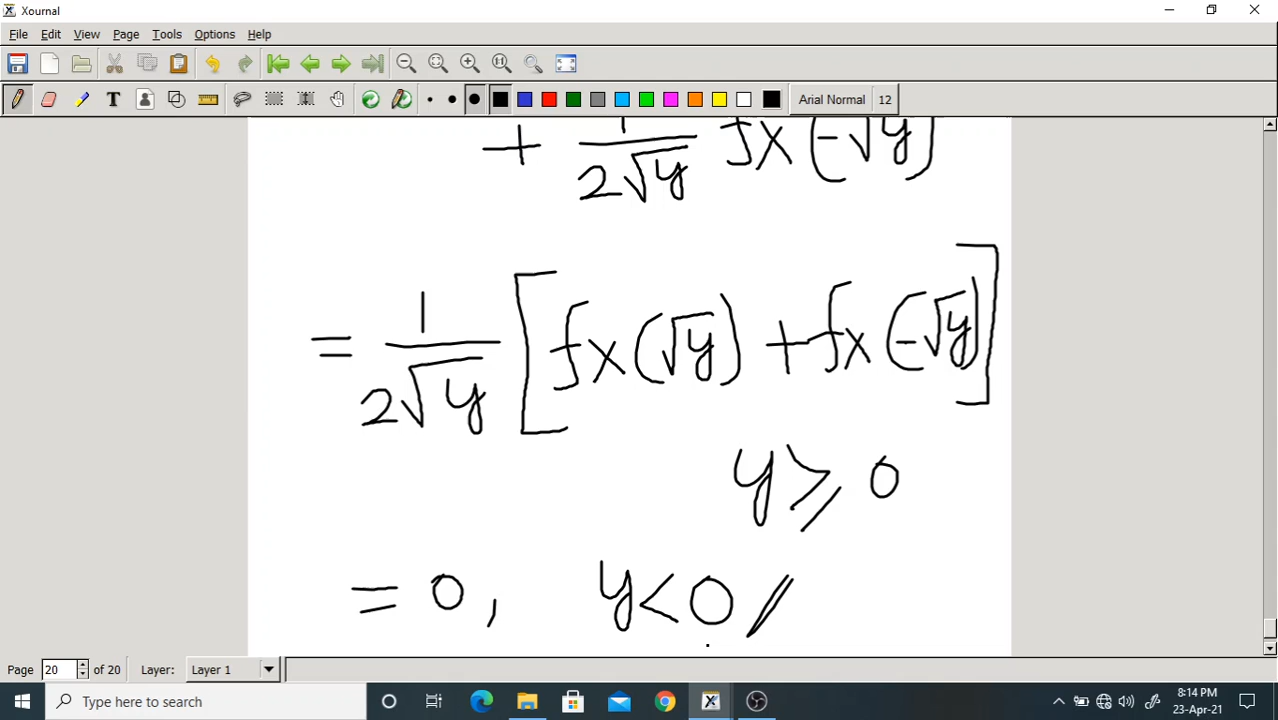 Xournal
File Edit View Page Tools Options Help
T Arial Normal 12
+ 1/(2√y) fx(-√y)
= 1/(2√y) [fx(√y) + fx(-√y)]
y ≥ 0
= 0, y < 0 //
Page 20 of 20 Layer: Layer 1
Type here to search
8:14 PM
23-Apr-21